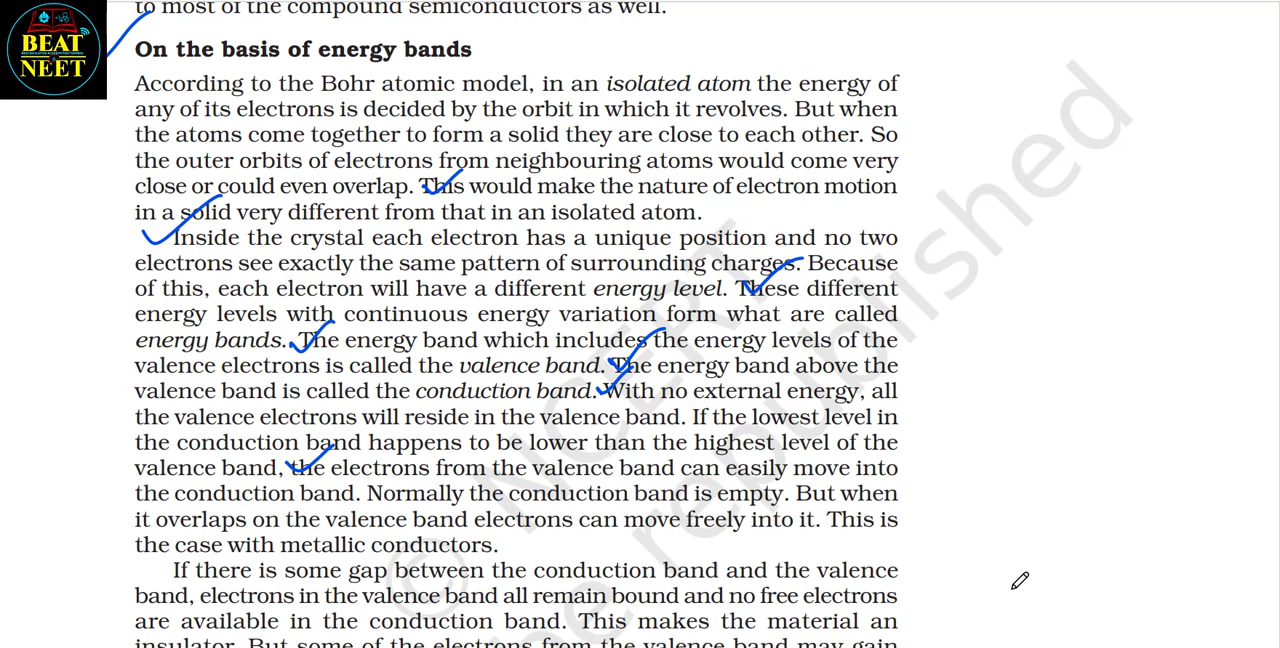 to most of the compound semiconductors as well.
BEAT
NEET
On the basis of energy bands
According to the Bohr atomic model, in an isolated atom the energy of
any of its electrons is decided by the orbit in which it revolves. But when
the atoms come together to form a solid they are close to each other. So
the outer orbits of electrons from neighbouring atoms would come very
close or could even overlap. This would make the nature of electron motion
in a solid very different from that in an isolated atom.
Inside the crystal each electron has a unique position and no two
electrons see exactly the same pattern of surrounding charges. Because
of this, each electron will have a different energy level. These different
energy levels with continuous energy variation form what are called
energy bands. The energy band which includes the energy levels of the
valence electrons is called the valence band. The energy band above the
valence band is called the conduction band. With no external energy, all
the valence electrons will reside in the valence band. If the lowest level in
the conduction band happens to be lower than the highest level of the
valence band, the electrons from the valence band can easily move into
the conduction band. Normally the conduction band is empty. But when
it overlaps on the valence band electrons can move freely into it. This is
the case with metallic conductors.
If there is some gap between the conduction band and the valence
band, electrons in the valence band all remain bound and no free electrons
are available in the conduction band. This makes the material an
insulator. But some of the electrons from the valence band may gain
© NCERT
be republished